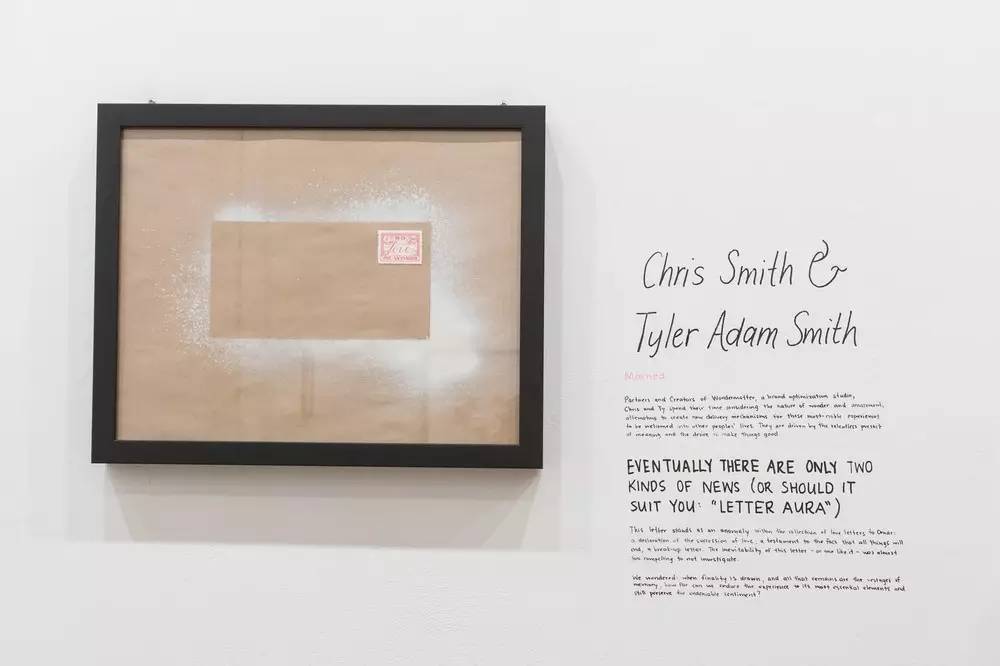 Love
Chris Smith &
Tyler Adam Smith
Married
Partners and Creators of Wondermatter, a brand optimization studio,
Chris and Ty spend their time considering the nature of wonder and amazement,
attempting to create new delivery mechanisms for these most-noble experiences
to be welcomed into other peoples' lives. They are driven by the relentless pursuit
of meaning and the desire to make things good.
EVENTUALLY THERE ARE ONLY TWO
KINDS OF NEWS (OR SHOULD IT
SUIT YOU: "LETTER AURA")
This letter stands as an anomaly within the collection of love letters to Omar:
a declaration of the succession of love, a testament to the fact that all things will
end, a break-up letter. The inevitability of this letter - or one like it - was almost
too compelling to not investigate.
We wondered: when finality is drawn, and all that remains are the vestiges of
memory, how far can we reduce the experience to its most essential elements and
still preserve the undeniable sentiment?